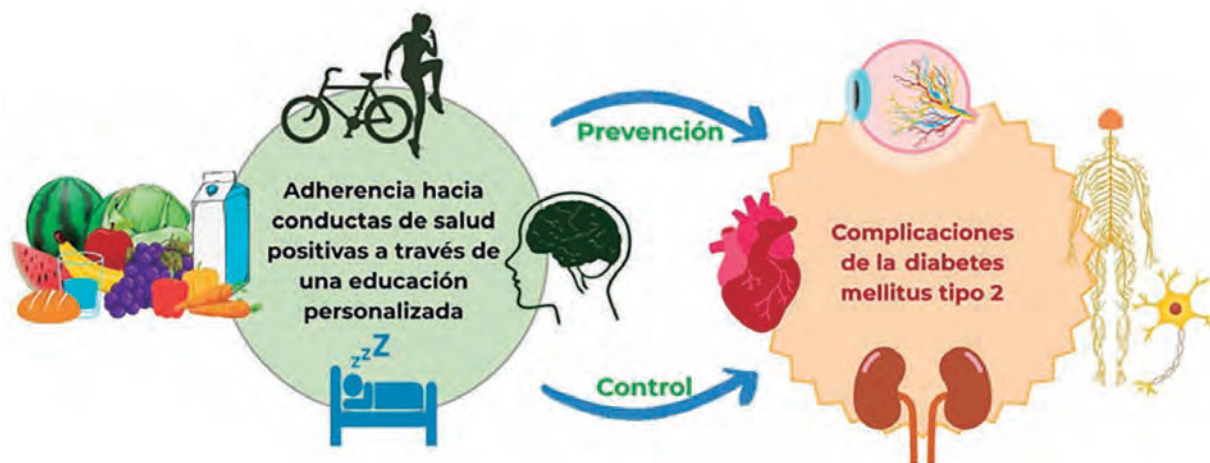 zzZ
Adherencia hacia
conductas de salud
positivas a través de
una educación
personalizada
Prevención
Control
Complicaciones
de la diabetes
mellitus tipo 2